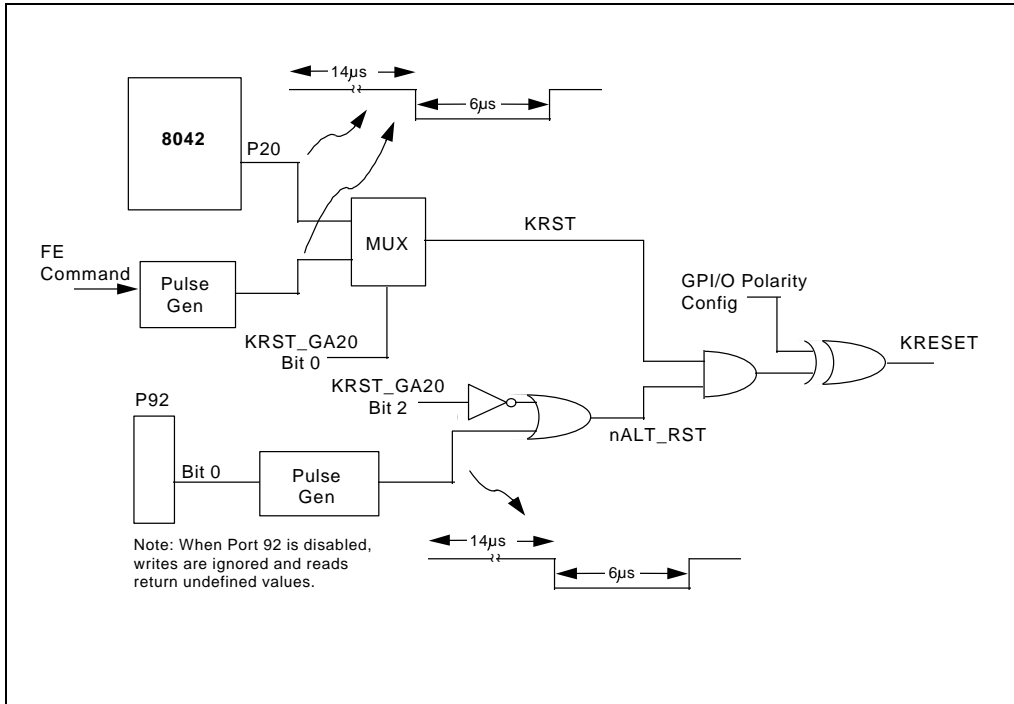 14µs
6µs
8042
P20
KRST
MUX
FE
Command
Pulse
Gen
GPI/O Polarity
Config
KRESET
KRST_GA20
Bit 0
KRST_GA20
Bit 2
nALT_RST
P92
Bit 0
Pulse
Gen
14µs
6µs
Note: When Port 92 is disabled,
writes are ignored and reads
return undefined values.